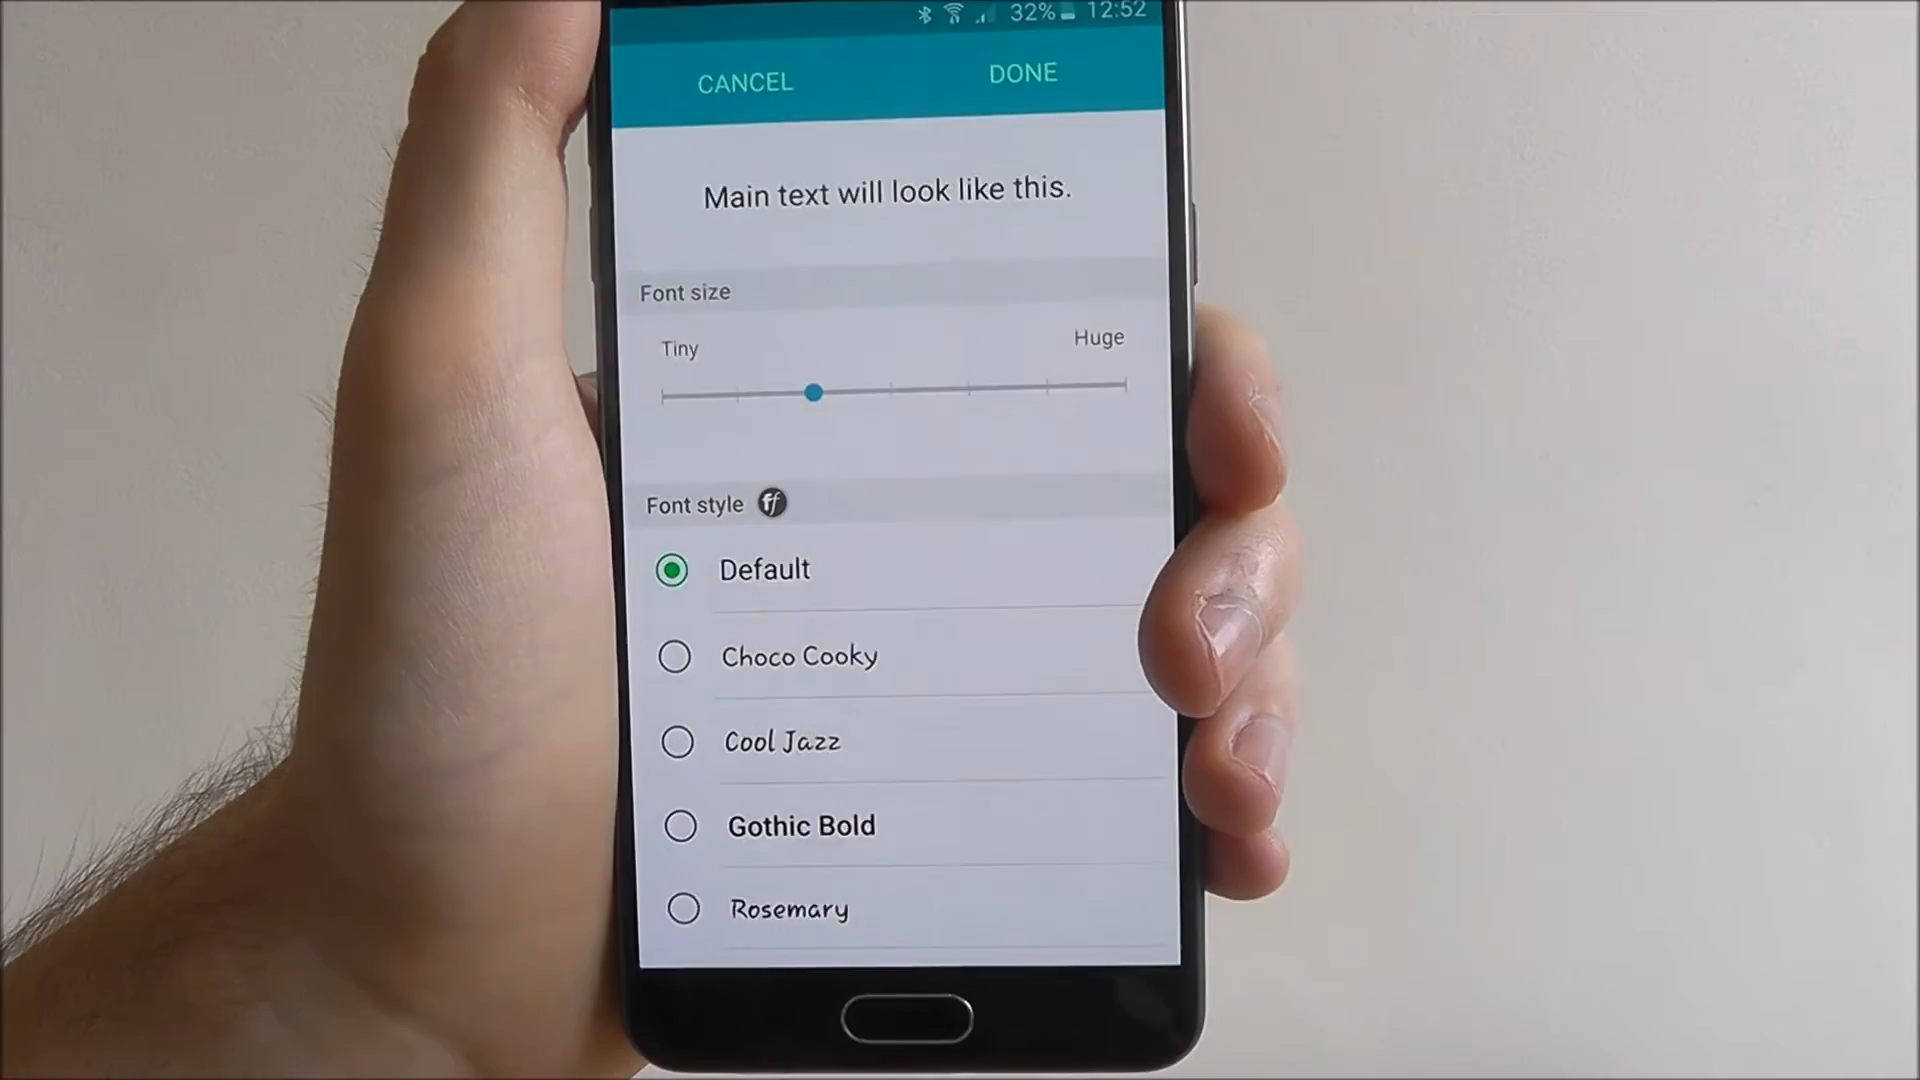 32% 12:52
CANCEL DONE
Main text will look like this.
Font size
Tiny Huge
Font style ff
Default
Choco Cooky
Cool Jazz
Gothic Bold
Rosemary